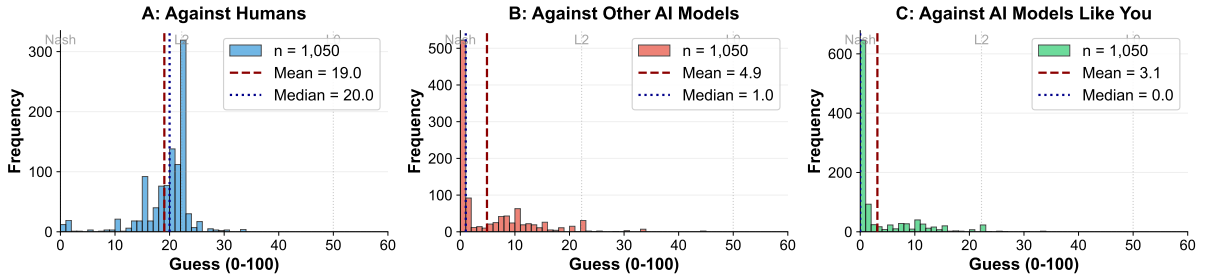 A: Against Humans
Nash
L2
L0
n = 1,050
Mean = 19.0
Median = 20.0
Frequency
300
200
100
0
0 10 20 30 40 50 60
Guess (0-100)
B: Against Other AI Models
Nash
L2
n = 1,050
Mean = 4.9
Median = 1.0
Frequency
500
400
300
200
100
0
0 10 20 30 40 50 60
Guess (0-100)
C: Against AI Models Like You
Nash
L2
n = 1,050
Mean = 3.1
Median = 0.0
Frequency
600
400
200
0
0 10 20 30 40 50 60
Guess (0-100)